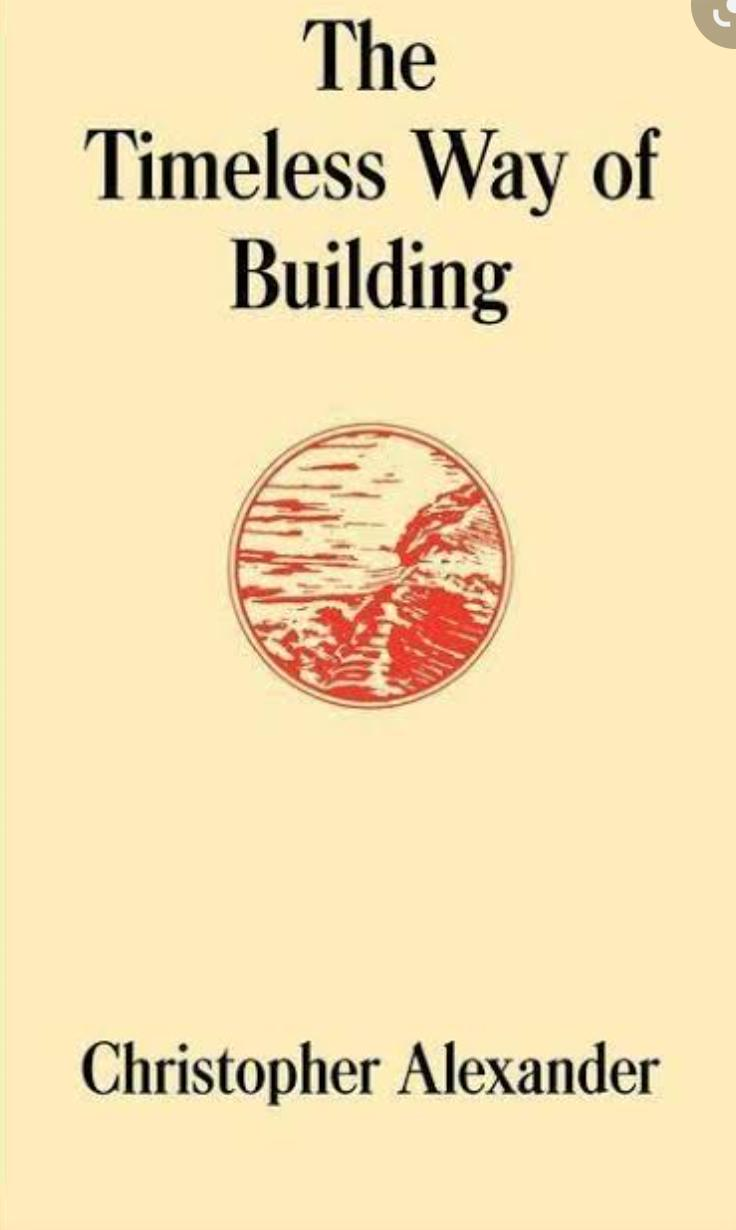 The
Timeless Way of
Building
Christopher Alexander